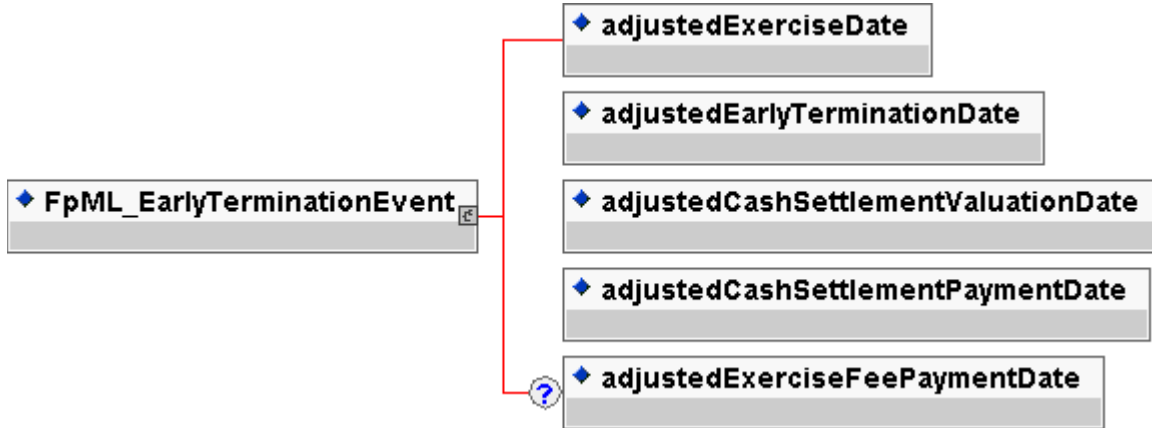 adjustedExerciseDate
adjustedEarlyTerminationDate
FpML_EarlyTerminationEvent
adjustedCashSettlementValuationDate
adjustedCashSettlementPaymentDate
? adjustedExerciseFeePaymentDate